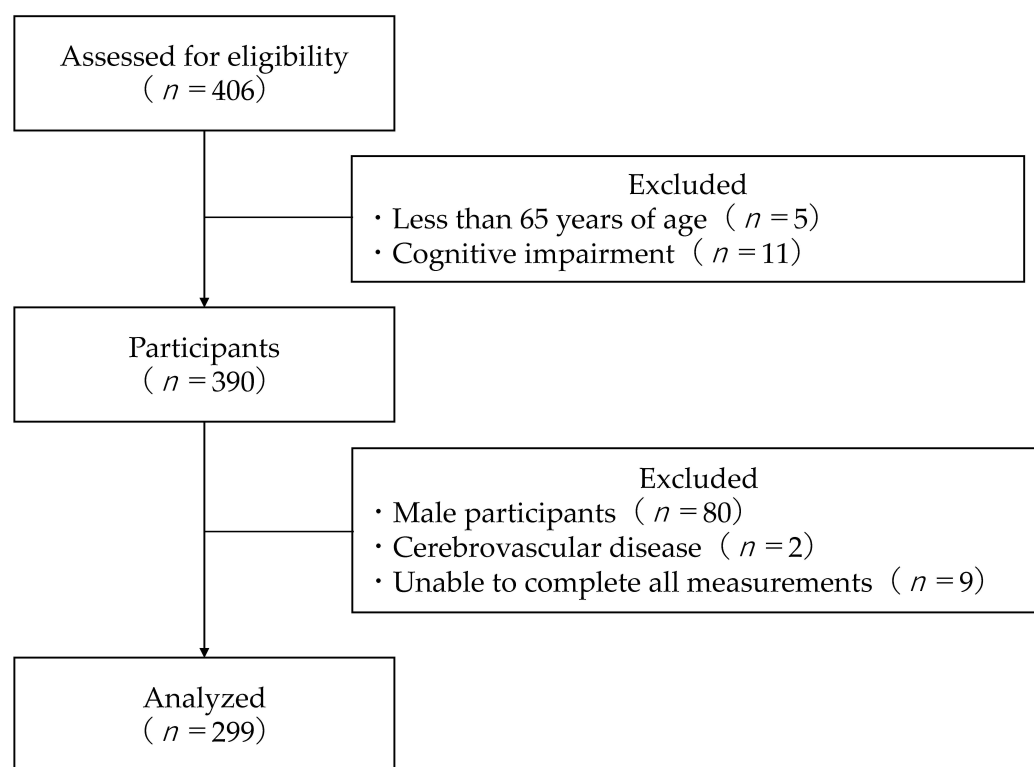 Assessed for eligibility
（ n = 406）
Excluded
・Less than 65 years of age （ n = 5）
・Cognitive impairment （ n = 11）
Participants
（ n = 390）
Excluded
・Male participants （ n = 80）
・Cerebrovascular disease （ n = 2）
・Unable to complete all measurements （ n = 9）
Analyzed
（ n = 299）